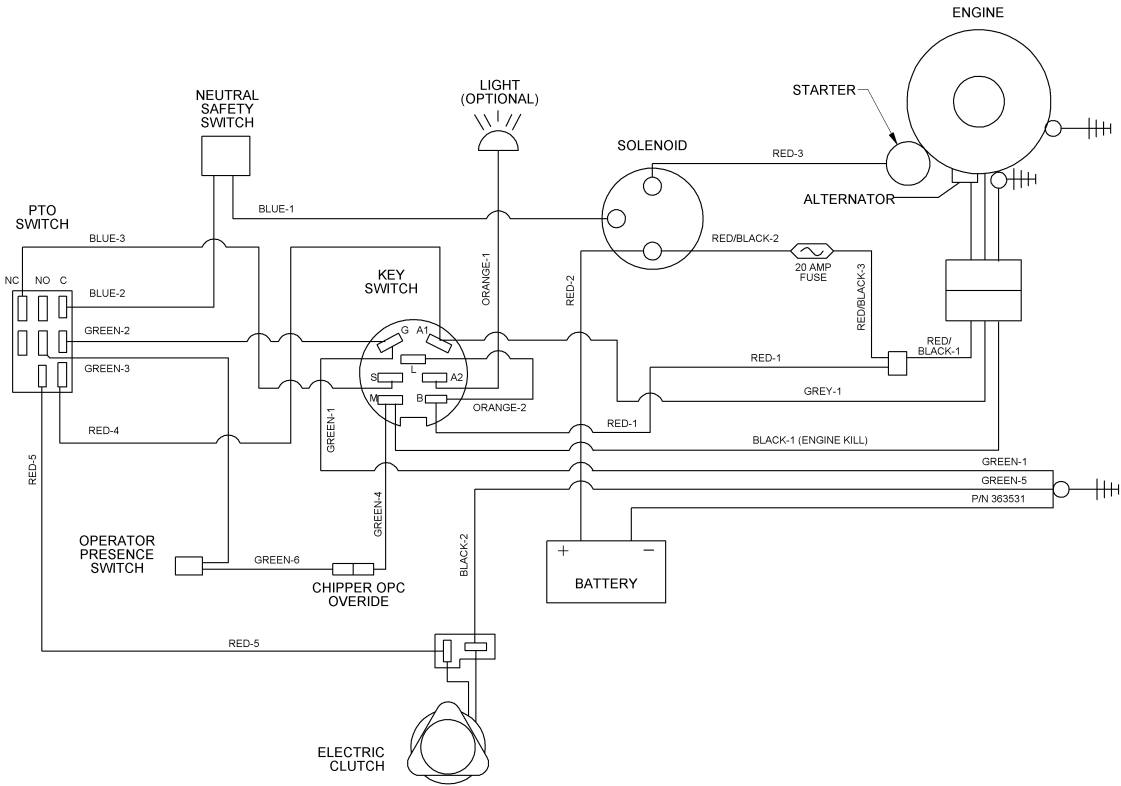 ENGINE
STARTER
LIGHT
(OPTIONAL)
NEUTRAL
SAFETY
SWITCH
SOLENOID
RED-3
ALTERNATOR
PTO
SWITCH
BLUE-1
BLUE-3
RED/BLACK-2
20 AMP
FUSE
ORANGE-1
RED-2
RED/BLACK-3
KEY
SWITCH
NC
NO
C
BLUE-2
GREEN-2
GREEN-3
G
A1
L
S
A2
M
B
RED/
BLACK-1
RED-1
GREY-1
ORANGE-2
RED-1
GREEN-1
RED-4
BLACK-1 (ENGINE KILL)
RED-5
GREEN-1
GREEN-5
P/N 363531
GREEN-4
BLACK-2
OPERATOR
PRESENCE
SWITCH
GREEN-6
CHIPPER OPC
OVERIDE
+
−
BATTERY
RED-5
ELECTRIC
CLUTCH